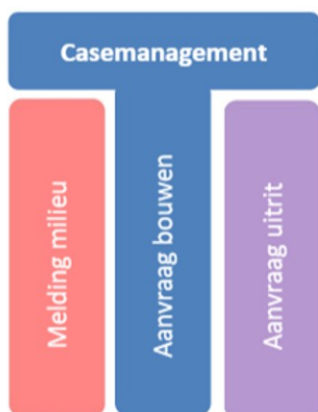 Casemanagement
Melding milieu
Aanvraag bouwen
Aanvraag uitrit